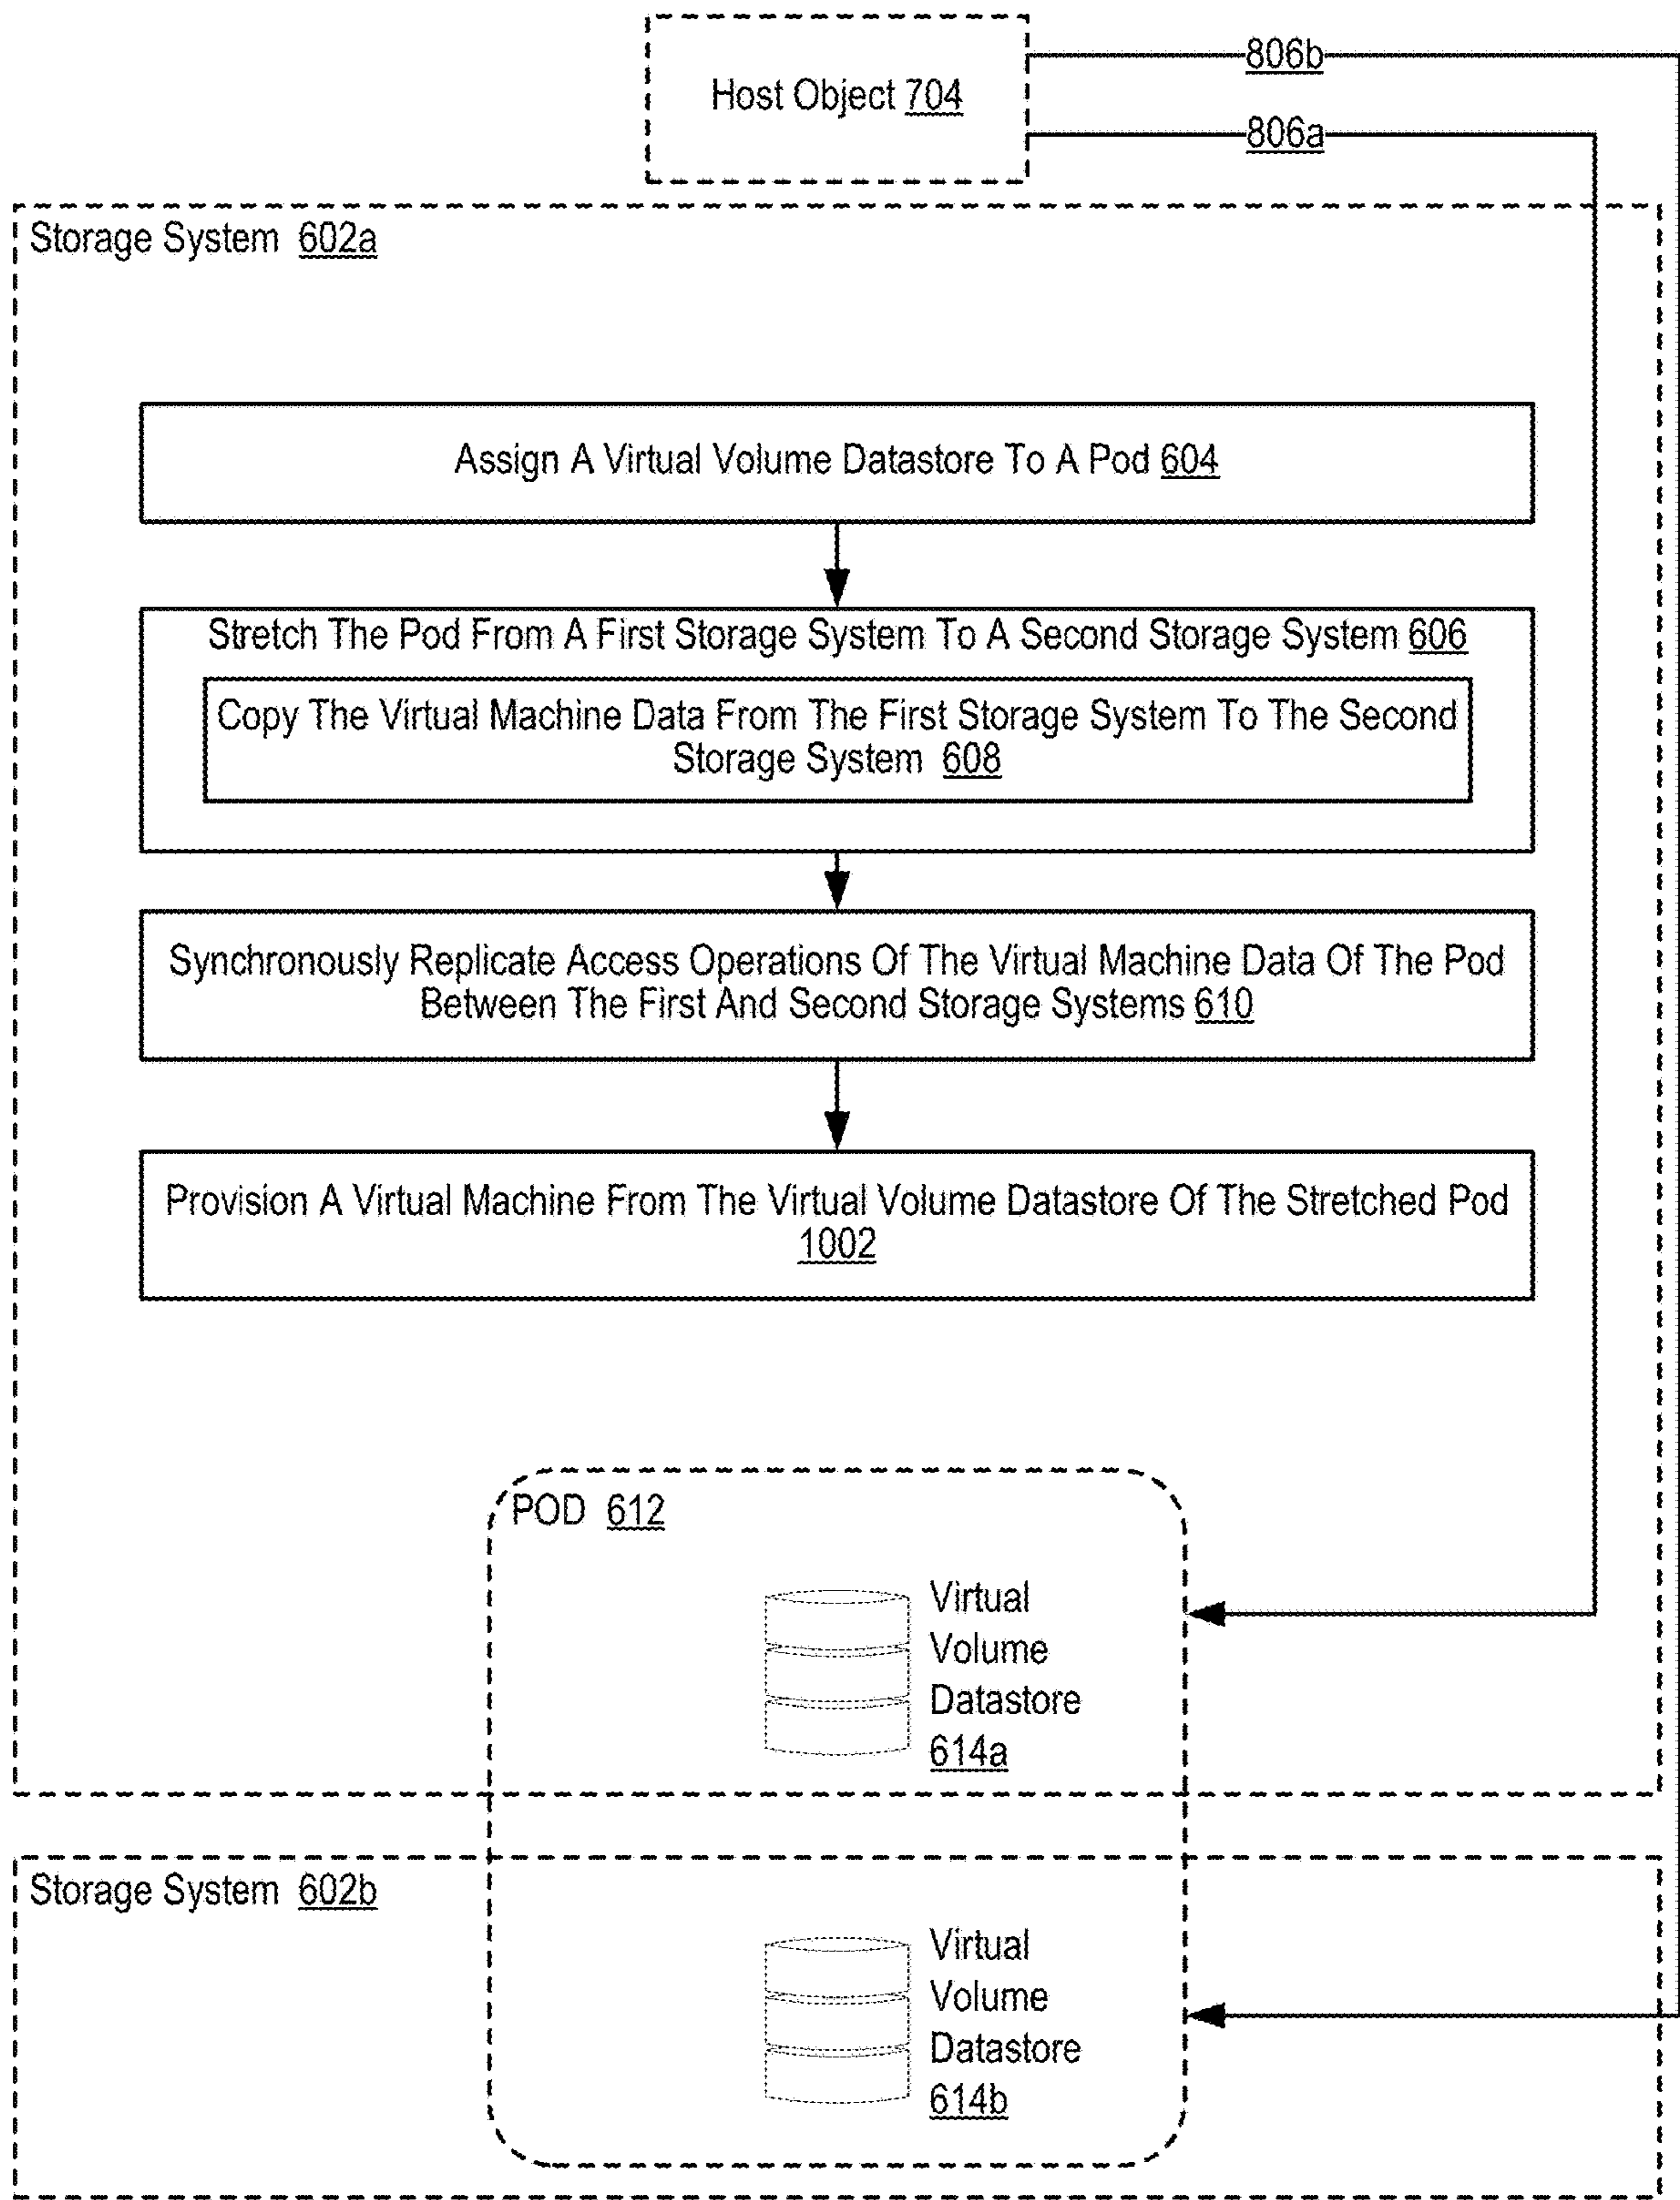 806b
Host Object 704
806a
Storage System 602a
Assign A Virtual Volume Datastore To A Pod 604
Stretch The Pod From A First Storage System To A Second Storage System 606
Copy The Virtual Machine Data From The First Storage System To The Second
Storage System 608
Synchronously Replicate Access Operations Of The Virtual Machine Data Of The Pod
Between The First And Second Storage Systems 610
Provision A Virtual Machine From The Virtual Volume Datastore Of The Stretched Pod
1002
POD 612
Virtual
Volume
Datastore
614a
Storage System 602b
Virtual
Volume
Datastore
614b